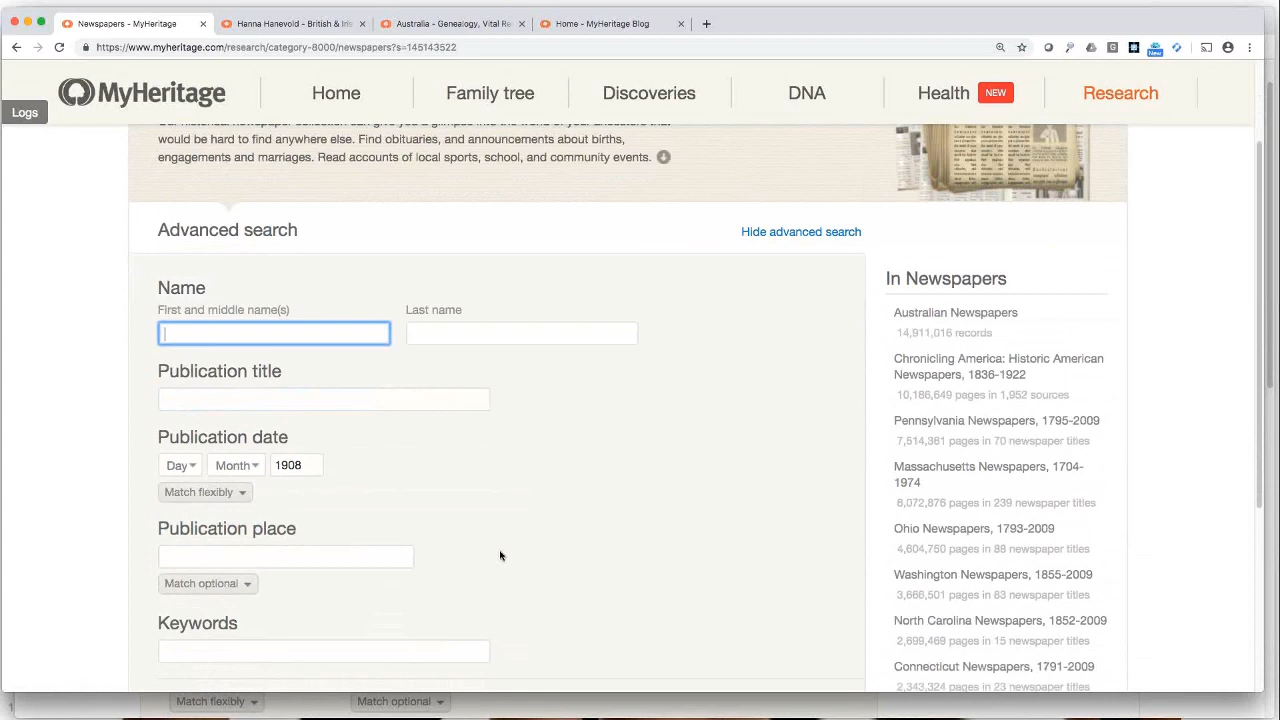 Newspapers - MyHeritage
Hanna Hanevold - British & Iris
Australia - Genealogy, Vital Re
Home - MyHeritage Blog
https://www.myheritage.com/research/category-8000/newspapers?s=145143522
New
MyHeritage
Home
Family tree
Discoveries
DNA
Health NEW
Research
Logs
would be hard to find anywhere else. Find obituaries, and announcements about births,
engagements and marriages. Read accounts of local sports, school, and community events.
Advanced search
Hide advanced search
Name
First and middle name(s)
Last name
Publication title
Publication date
Day
Month
1908
Match flexibly
Publication place
Match optional
Keywords
Match flexibly
Match optional
In Newspapers
Australian Newspapers
14,911,016 records
Chronicling America: Historic American
Newspapers, 1836-1922
10,186,649 pages in 1,952 sources
Pennsylvania Newspapers, 1795-2009
7,514,381 pages in 70 newspaper titles
Massachusetts Newspapers, 1704-
1974
6,072,876 pages in 239 newspaper titles
Ohio Newspapers, 1793-2009
4,604,750 pages in 88 newspaper titles
Washington Newspapers, 1855-2009
3,666,501 pages in 83 newspaper titles
North Carolina Newspapers, 1852-2009
2,699,469 pages in 15 newspaper titles
Connecticut Newspapers, 1791-2009
2,343,324 pages in 23 newspaper titles